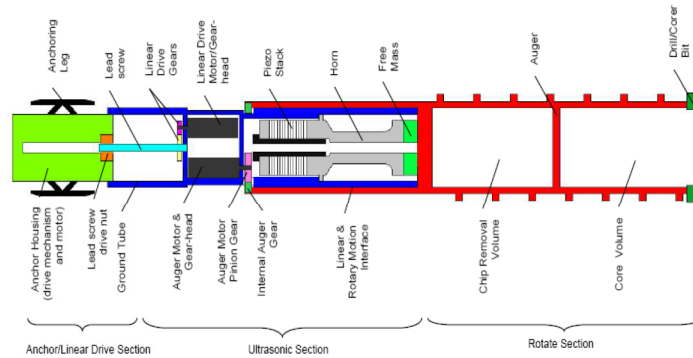 Anchoring
Leg
Lead
screw
Linear Drive
Gears
Linear Drive
Motor/Gear-
head
Piezo
Stack
Horn
Free
Mass
Auger
Drill/Corer
Bit
Anchor Housing
(drive mechanism
and motor)
Lead screw
drive nut
Ground Tube
Auger Motor &
Gear-head
Auger Motor
Pinion Gear
Internal Auger
Gear
Linear &
Rotary Motion
Interface
Chip Removal
Volume
Core Volume
Anchor/Linear Drive Section
Ultrasonic Section
Rotate Section